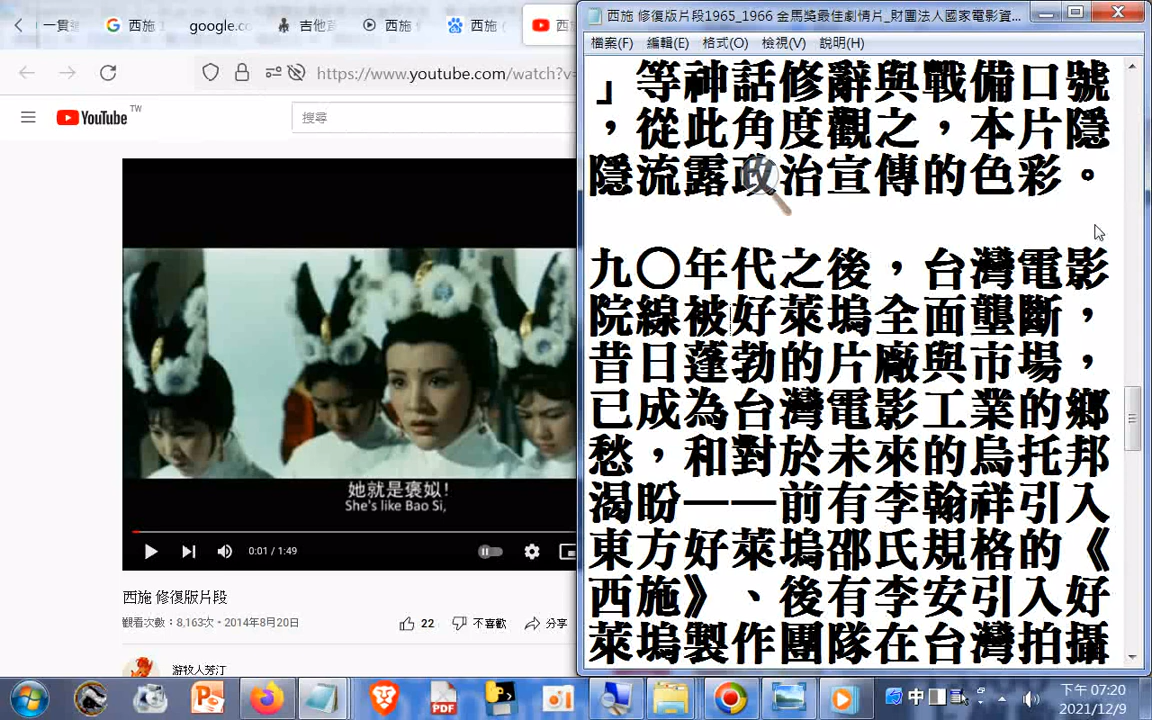 一貫
西施
google.co
吉他
西施
西施
西施 修復版片段1965_1966 金馬獎最佳劇情片_財團法人國家電影資...
檔案(F) 編輯(E) 格式(O) 檢視(V) 說明(H)
https://www.youtube.com/watch?v=
YouTube TW
搜尋
她就是褒姒!
She's like Bao Si,
0:01 / 1:49
西施 修復版片段
觀看次數:8,163次・2014年8月20日
22 不喜歡 分享
游牧人芳汀
」等神話修辭與戰備口號
,從此角度觀之,本片隱
隱流露政治宣傳的色彩。
九〇年代之後,台灣電影
院線被好萊塢全面壟斷,
昔日蓬勃的片廠與市場,
已成為台灣電影工業的鄉
愁,和對於未來的烏托邦
渴盼——前有李翰祥引入
東方好萊塢邵氏規格的《
西施》、後有李安引入好
萊塢製作團隊在台灣拍攝
PDF
中
下午 07:20
2021/12/9